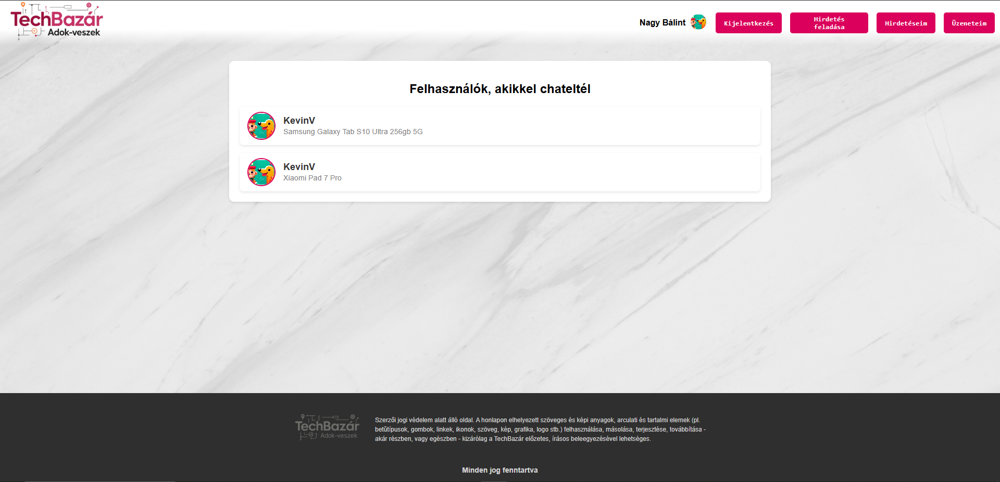 TechBazár
Adok-veszek
Nagy Bálint
Kijelentkezés
Hirdetés
feladása
Hirdetéseim
Üzeneteim
Felhasználók, akikkel chateltél
KevinV
Samsung Galaxy Tab S10 Ultra 256gb 5G
KevinV
Xiaomi Pad 7 Pro
TechBazár
Adok-veszek
Szerzői jogi védelem alatt álló oldal. A honlapon elhelyezett szöveges és képi anyagok, arculati és tartalmi elemek (pl.
betűtípusok, gombok, linkek, ikonok, szöveg, kép, grafika, logo stb.) felhasználása, másolása, terjesztése, továbbítása -
akár részben, vagy egészben - kizárólag a TechBazár előzetes, írásos beleegyezésével lehetséges.
Minden jog fenntartva